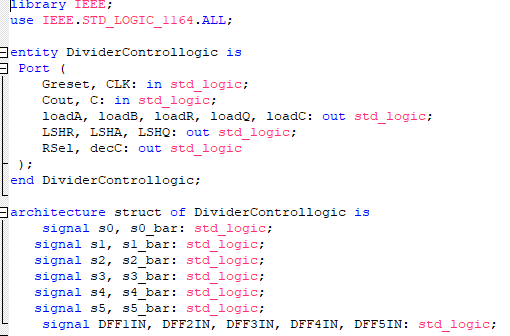 library IEEE;
use IEEE.STD_LOGIC_1164.ALL;
entity DividerControllogic is
Port (
Greset, CLK: in std_logic;
Cout, C: in std_logic;
loadA, loadB, loadR, loadQ, loadC: out std_logic;
LSHR, LSHA, LSHQ: out std_logic;
RSel, decC: out std_logic
);
end DividerControllogic;
architecture struct of DividerControllogic is
signal s0, s0_bar: std_logic;
signal s1, s1_bar: std_logic;
signal s2, s2_bar: std_logic;
signal s3, s3_bar: std_logic;
signal s4, s4_bar: std_logic;
signal s5, s5_bar: std_logic;
signal DFF1IN, DFF2IN, DFF3IN, DFF4IN, DFF5IN: std_logic;